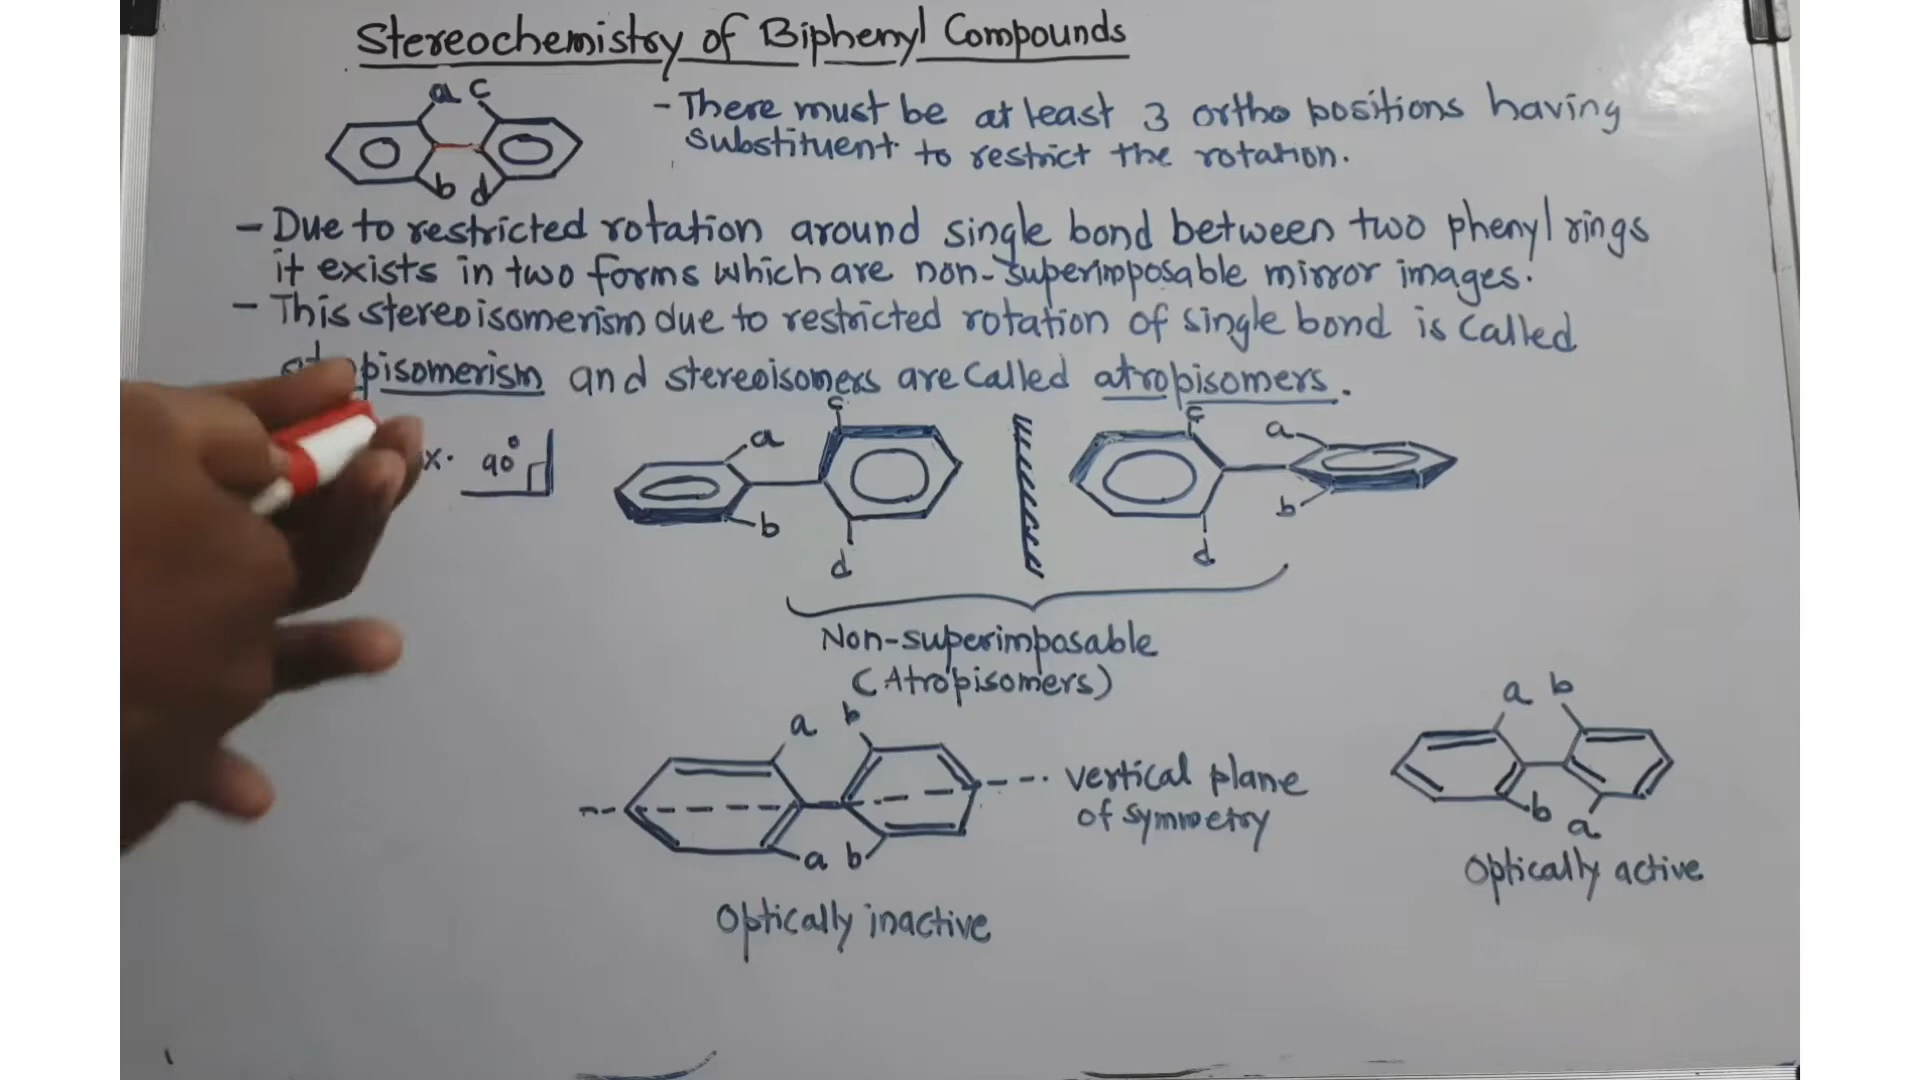 Stereochemistry of Biphenyl Compounds
a c
b d
- There must be at least 3 ortho positions having
substituent to restrict the rotation.
- Due to restricted rotation around single bond between two phenyl rings
it exists in two forms which are non-superimposable mirror images.
- This stereoisomerism due to restricted rotation of single bond is called
and stereoisomers are called atropisomers.
90°
a
b
c
d
c
d
a
b
Non-superimposable
(Atropisomers)
a b
a b
vertical plane
of symmetry
Optically inactive
a b
b a
Optically active